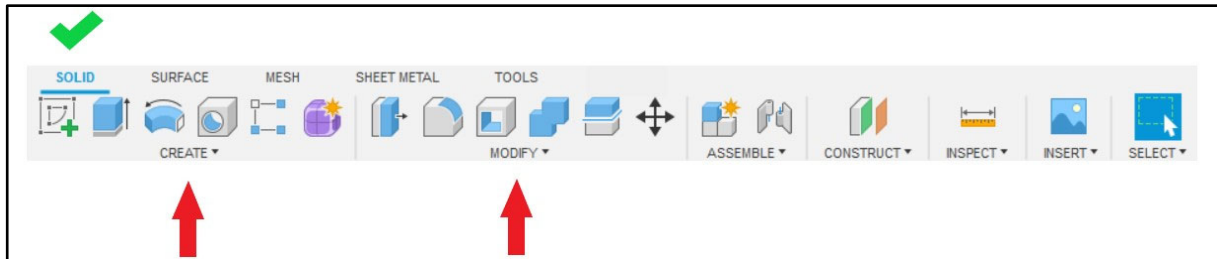 SOLID SURFACE MESH SHEET METAL TOOLS
CREATE MODIFY ASSEMBLE CONSTRUCT INSPECT INSERT SELECT